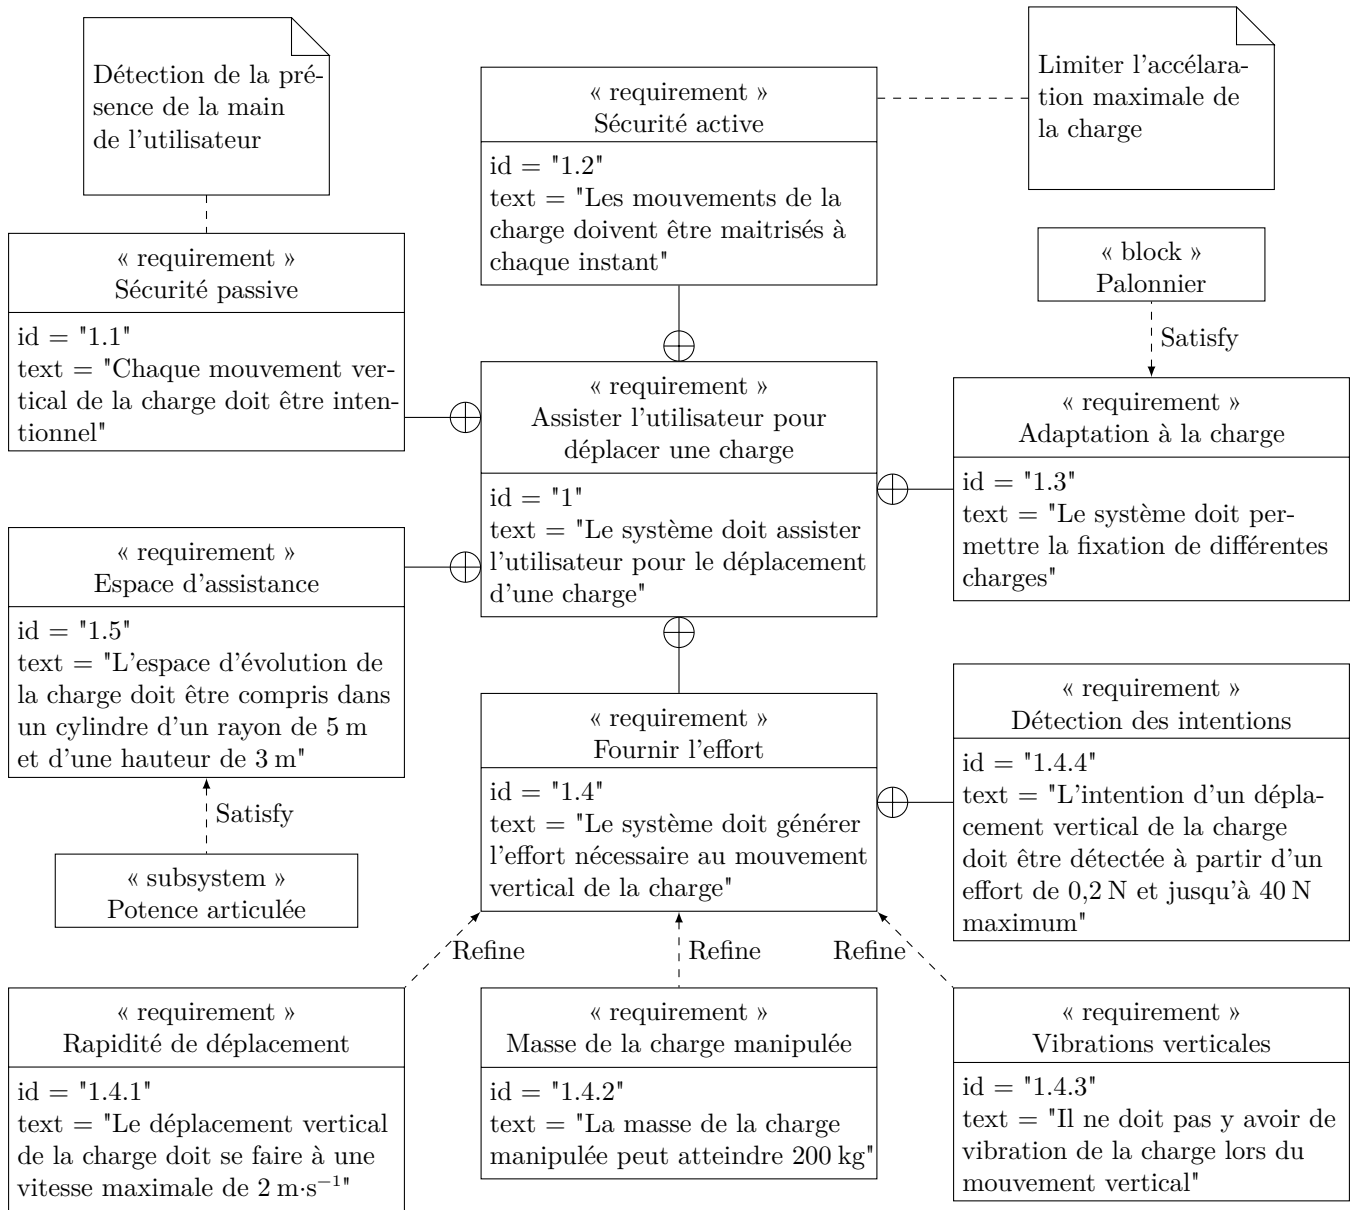 Détection de la pré-
sence de la main
de l'utilisateur
« requirement »
Sécurité active
id = "1.2"
text = "Les mouvements de la
charge doivent être maitrisés à
chaque instant"
Limiter l'accélara-
tion maximale de
la charge
« requirement »
Sécurité passive
id = "1.1"
text = "Chaque mouvement ver-
tical de la charge doit être inten-
tionnel"
« block »
Palonnier
Satisfy
« requirement »
Assister l'utilisateur pour
déplacer une charge
id = "1"
text = "Le système doit assister
l'utilisateur pour le déplacement
d'une charge"
« requirement »
Adaptation à la charge
id = "1.3"
text = "Le système doit per-
mettre la fixation de différentes
charges"
« requirement »
Espace d'assistance
id = "1.5"
text = "L'espace d'évolution de
la charge doit être compris dans
un cylindre d'un rayon de 5 m
et d'une hauteur de 3 m"
Satisfy
« subsystem »
Potence articulée
« requirement »
Fournir l'effort
id = "1.4"
text = "Le système doit générer
l'effort nécessaire au mouvement
vertical de la charge"
« requirement »
Détection des intentions
id = "1.4.4"
text = "L'intention d'un dépla-
cement vertical de la charge
doit être détectée à partir d'un
effort de 0,2 N et jusqu'à 40 N
maximum"
Refine
Refine
Refine
« requirement »
Rapidité de déplacement
id = "1.4.1"
text = "Le déplacement vertical
de la charge doit se faire à une
vitesse maximale de 2 m·s⁻¹"
« requirement »
Masse de la charge manipulée
id = "1.4.2"
text = "La masse de la charge
manipulée peut atteindre 200 kg"
« requirement »
Vibrations verticales
id = "1.4.3"
text = "Il ne doit pas y avoir de
vibration de la charge lors du
mouvement vertical"